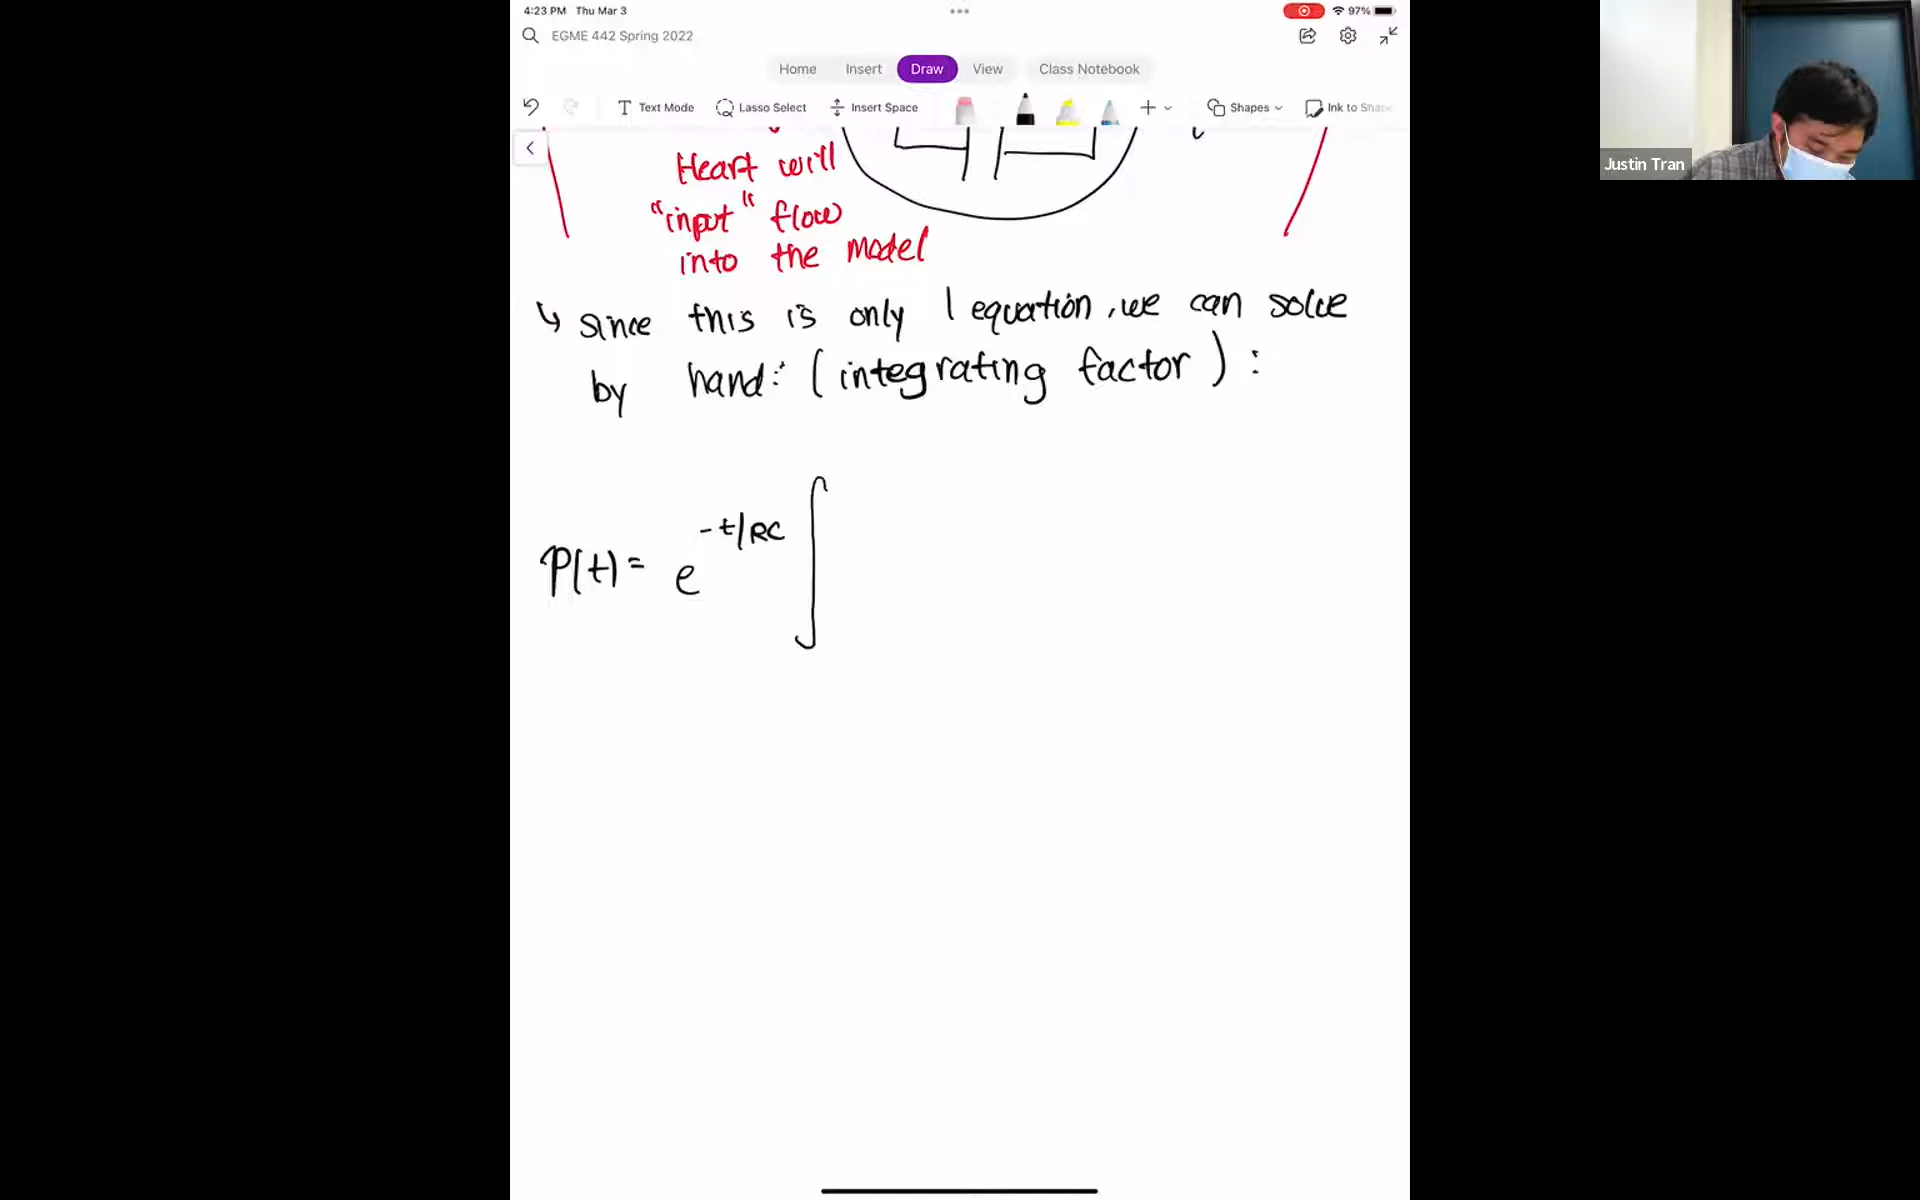 4:23 PM Thu Mar 3
97%
EGME 442 Spring 2022
Home Insert Draw View Class Notebook
Text Mode Lasso Select Insert Space Shapes Ink to Shape
Heart will
"input" flow
into the model
↳ since this is only 1 equation, we can solve
by hand: (integrating factor):
P(t) = e^-t/RC ∫
Justin Tran